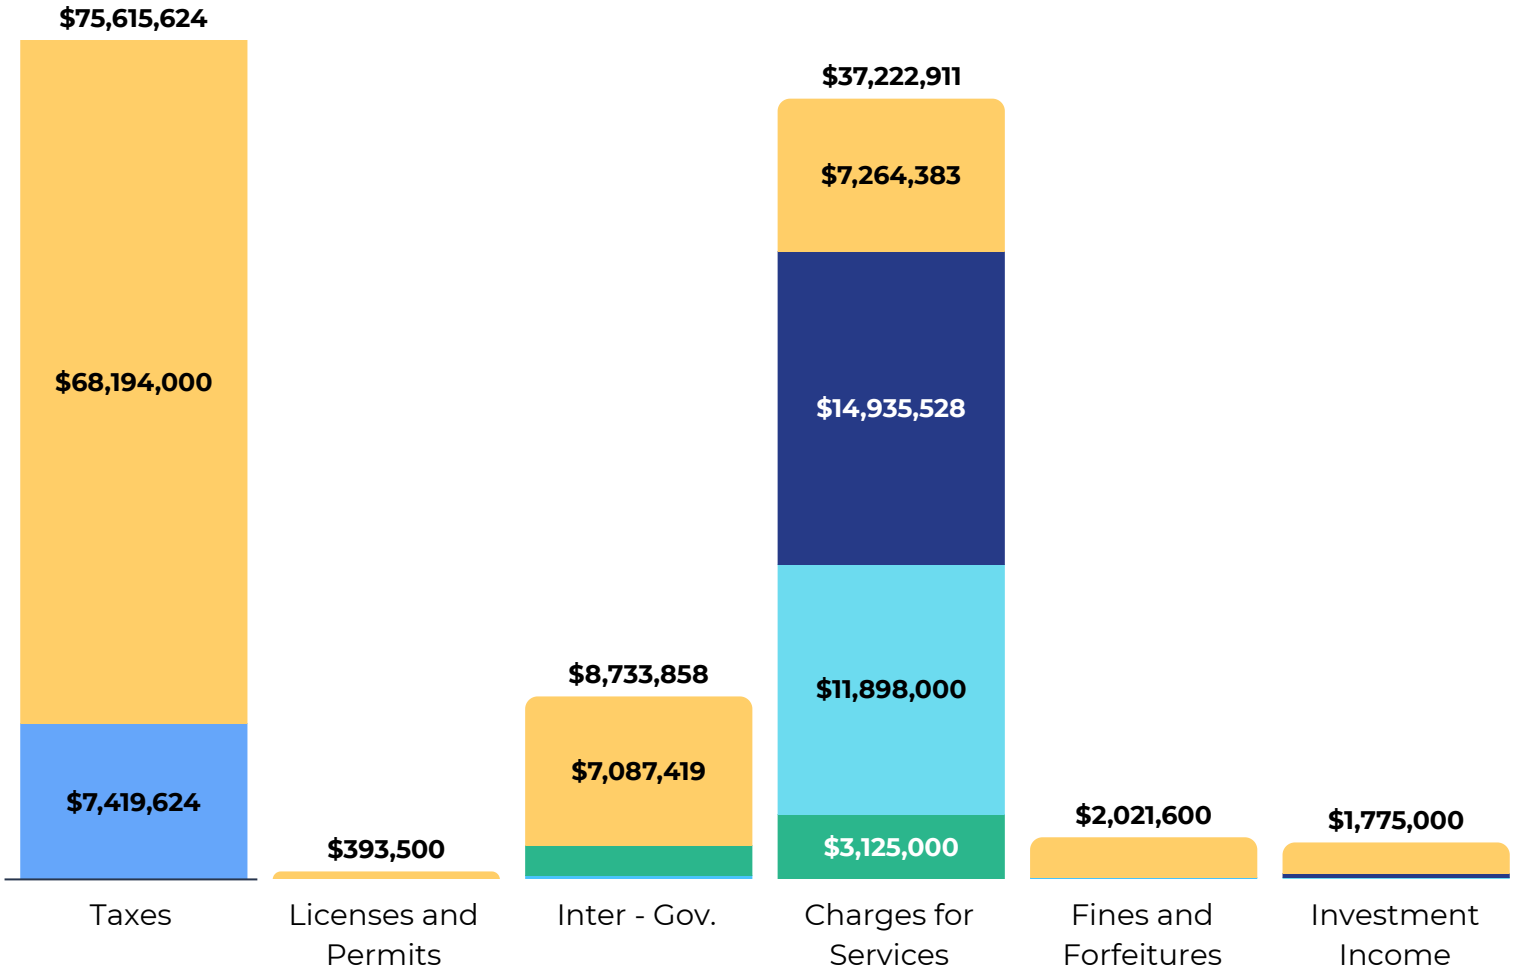 $75,615,624
$68,194,000
$7,419,624
$393,500
$8,733,858
$7,087,419
$37,222,911
$7,264,383
$14,935,528
$11,898,000
$3,125,000
$2,021,600
$1,775,000
Taxes
Licenses and
Permits
Inter - Gov.
Charges for
Services
Fines and
Forfeitures
Investment
Income